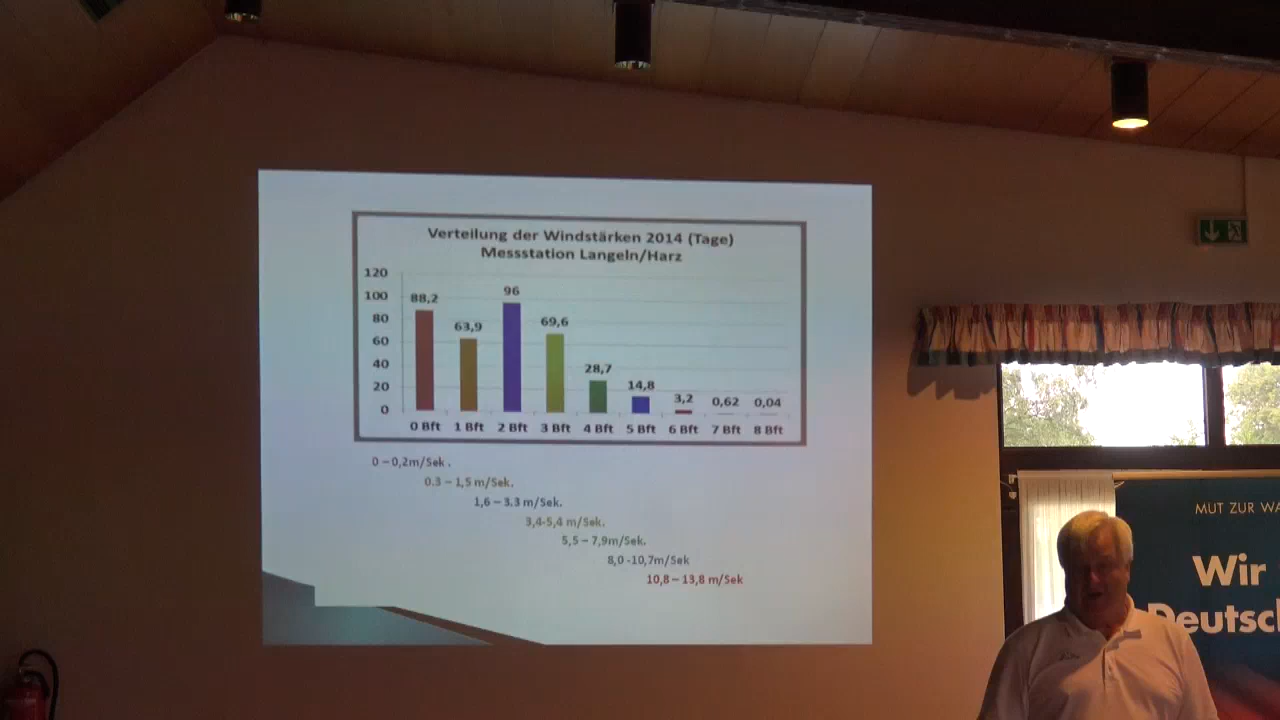 Verteilung der Windstärken 2014 (Tage)
Messstation Langeln/Harz
120
100
80
60
40
20
0
88,2
63,9
96
69,6
28,7
14,8
3,2
0,62
0,04
0 Bft 1 Bft 2 Bft 3 Bft 4 Bft 5 Bft 6 Bft 7 Bft 8 Bft
0 – 0,2m/Sek .
0.3 – 1,5 m/Sek.
1,6 – 3.3 m/Sek.
3,4-5,4 m/Sek.
5,5 – 7,9m/Sek.
8,0 -10,7m/Sek
10,8 – 13,8 m/Sek
MUT ZUR WA
Wir
Deutsc